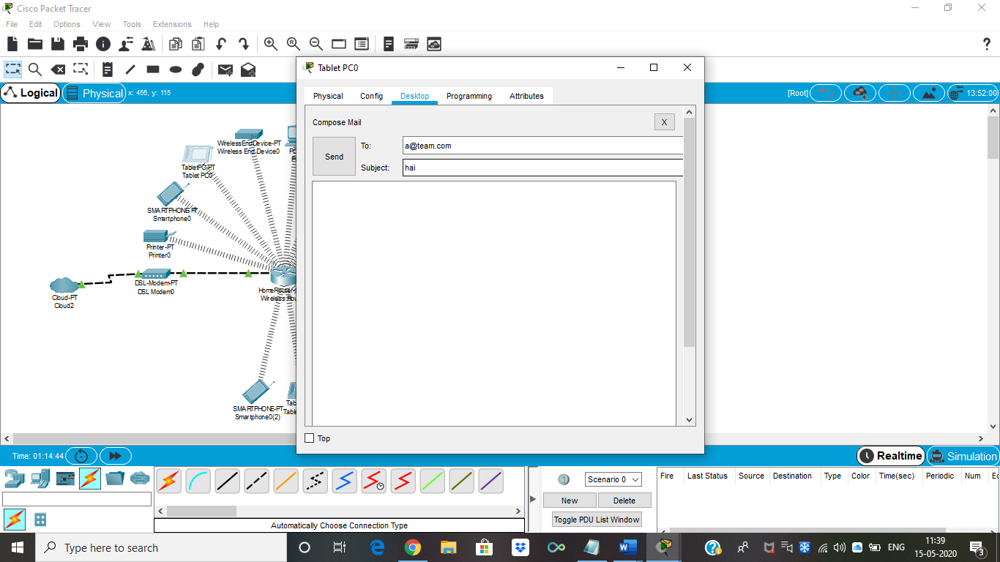 Cisco Packet Tracer
File Edit Options View Tools Extensions Help
?
Tablet PC0
Logical Physical x: 456, y: 115
[Root] 13:52:00
Physical Config Desktop Programming Attributes
Compose Mail X
Send
To: a@team.com
Subject: hai
WirelessEndDevice-PT
Wireless End Device0
TabletPC-PT
Tablet PC0
SMARTPHONE-PT
Smartphone0
Printer-PT
Printer0
DSL-Modem-PT
DSL Modem0
Cloud-PT
Cloud2
HomeRouter-
Wireless Rou
SMARTPHONE-PT
Smartphone0(2)
Tab
Table
Top
Time: 01:14:44
Realtime Simulation
Scenario 0
New Delete
Toggle PDU List Window
Fire Last Status Source Destination Type Color Time(sec) Periodic Num
Automatically Choose Connection Type
Type here to search
ENG
11:39
15-05-2020
3